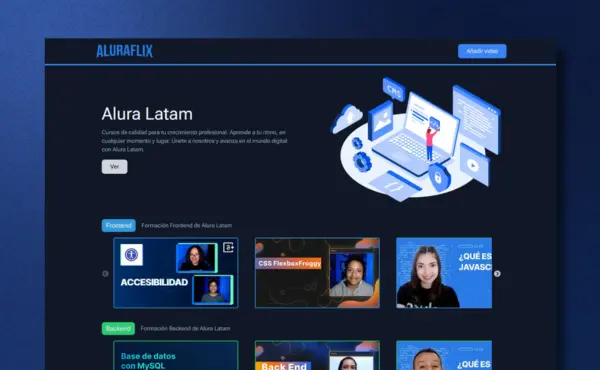 ALURAFLIX
Añadir video
Alura Latam
Cursos de calidad para tu crecimiento profesional. Aprende a tu ritmo, en
cualquier momento y lugar. Únete a nosotros y avanza en el mundo digital
con Alura Latam.
Ver
CMS
Frontend
Formación Frontend de Alura Latam
ACCESIBILIDAD
CSS FlexboxFroggy
¿QUÉ ES
JAVASC
Backend
Formación Backend de Alura Latam
Base de datos
con MySQL
Back End
¿QUÉ ES